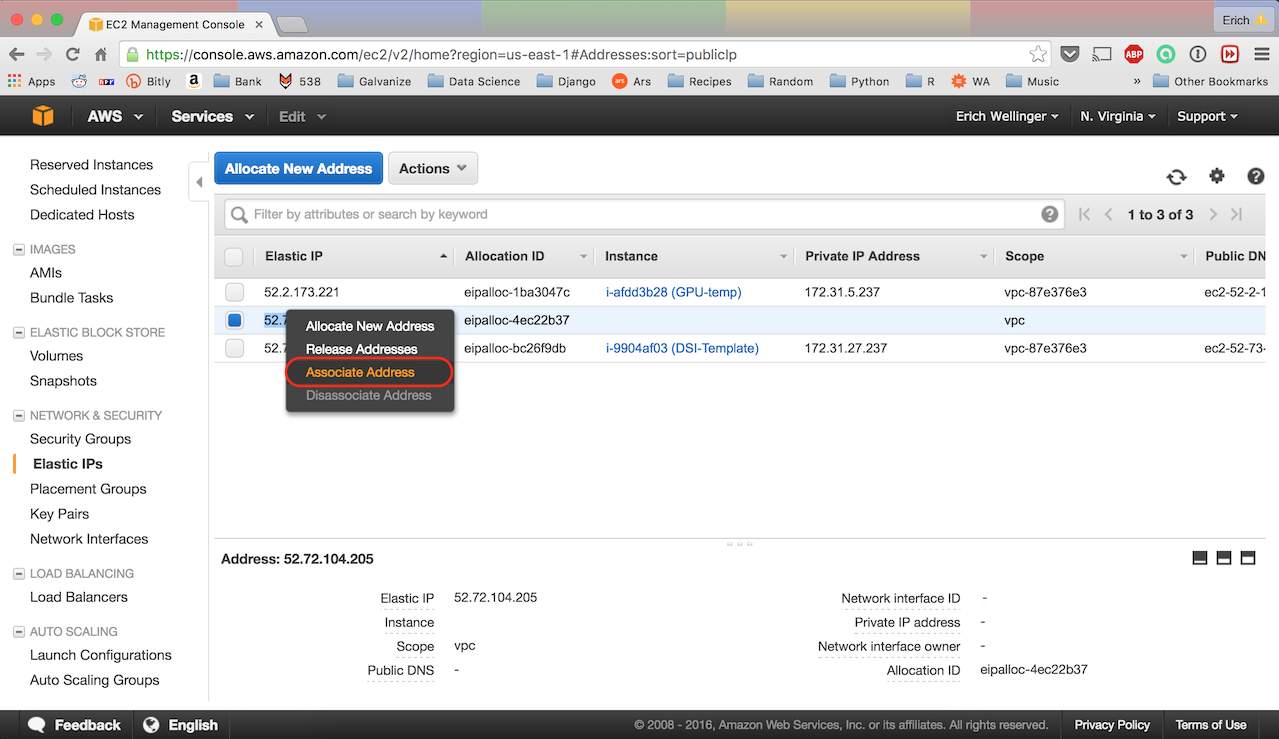 EC2 Management Console
Erich
https://console.aws.amazon.com/ec2/v2/home?region=us-east-1#Addresses:sort=publicIp
ABP
Apps
npr
Bitly
a
Bank
538
Galvanize
Data Science
Django
ars
Ars
Recipes
Random
Python
R
WA
Music
»
Other Bookmarks
AWS
Services
Edit
Erich Wellinger
N. Virginia
Support
Reserved Instances
Scheduled Instances
Dedicated Hosts
IMAGES
AMIs
Bundle Tasks
ELASTIC BLOCK STORE
Volumes
Snapshots
NETWORK & SECURITY
Security Groups
Elastic IPs
Placement Groups
Key Pairs
Network Interfaces
LOAD BALANCING
Load Balancers
AUTO SCALING
Launch Configurations
Auto Scaling Groups
Allocate New Address
Actions
Filter by attributes or search by keyword
1 to 3 of 3
Elastic IP Allocation ID Instance Private IP Address Scope Public DN
52.2.173.221 eipalloc-1ba3047c i-afdd3b28 (GPU-temp) 172.31.5.237 vpc-87e376e3 ec2-52-2-1
52.7 eipalloc-4ec22b37 vpc
52.7 eipalloc-bc26f9db i-9904af03 (DSI-Template) 172.31.27.237 vpc-87e376e3 ec2-52-73-
Allocate New Address
Release Addresses
Associate Address
Disassociate Address
Address: 52.72.104.205
Elastic IP 52.72.104.205
Instance
Scope vpc
Public DNS -
Network interface ID -
Private IP address -
Network interface owner -
Allocation ID eipalloc-4ec22b37
Feedback
English
© 2008 - 2016, Amazon Web Services, Inc. or its affiliates. All rights reserved.
Privacy Policy
Terms of Use